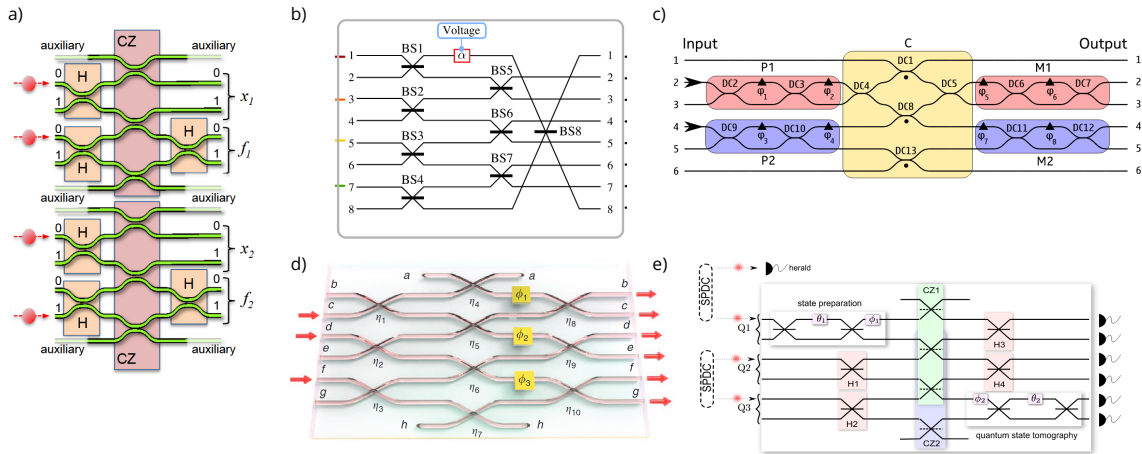 a)
CZ
auxiliary auxiliary
0 H 0
1 1
x1
0 H H 0
1 H 1
f1
auxiliary auxiliary
0 H 0
1 1
x2
0 H 0
1 H 1
f2
auxiliary auxiliary
CZ
b)
Voltage
α
1 BS1 1
2 BS5 2
3 BS2 3
4 BS6 4
5 BS3 BS8 5
6 BS7 6
7 BS4 7
8 8
c)
Input C Output
1 P1 DC1 M1 1
2 DC2 φ1 DC3 φ2 DC4 DC5 φ5 DC6 φ6 DC7 2
3 3
4 DC9 φ3 DC10 φ4 DC8 φ7 DC11 φ8 DC12 4
5 P2 DC13 M2 5
6 6
d)
a a
b η4 ϕ1 b
c η1 η8 c
d η5 ϕ2 d
e η2 η9 e
f η6 ϕ3 f
g η3 η10 g
h η7 h
e)
SPDC
herald
state preparation
CZ1
Q1 θ1 ϕ1
H3
SPDC
Q2 H1 H4
Q3 H2 ϕ2 θ2
CZ2
quantum state tomography